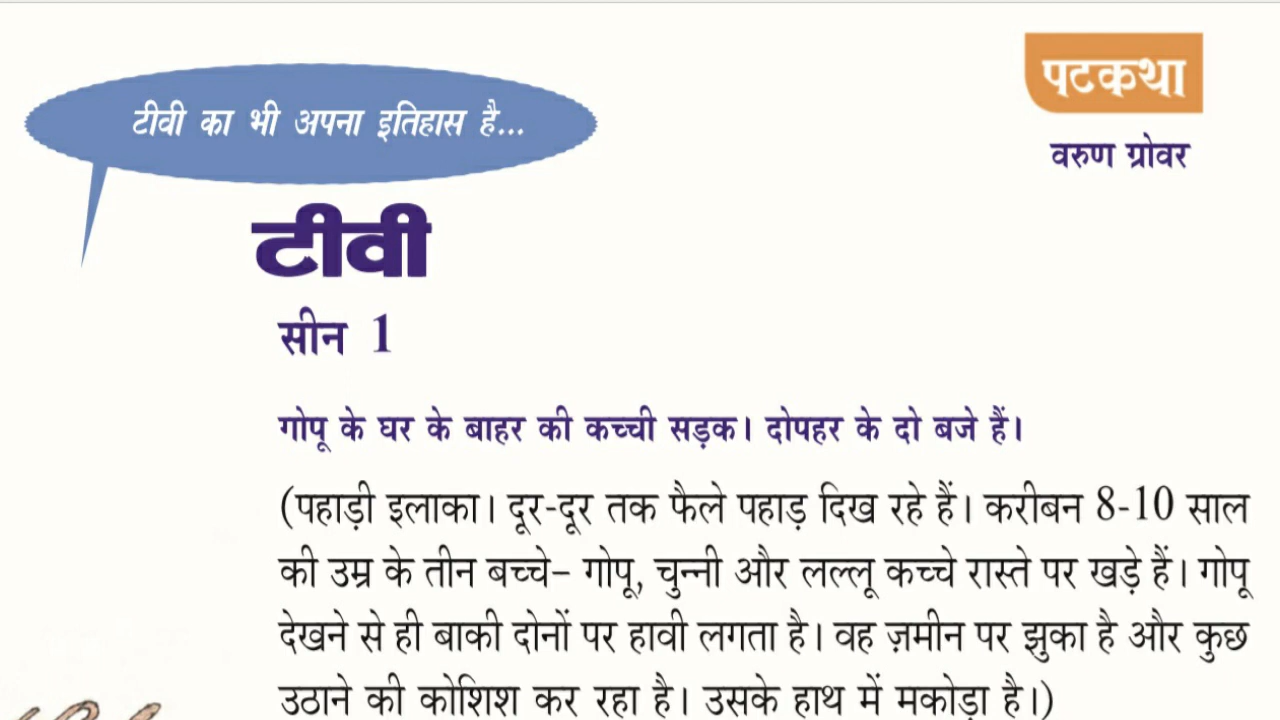 पटकथा
वरुण ग्रोवर
टीवी का भी अपना इतिहास है...
टीवी
सीन 1
गोपू के घर के बाहर की कच्ची सड़क। दोपहर के दो बजे हैं।
(पहाड़ी इलाका। दूर-दूर तक फैले पहाड़ दिख रहे हैं। करीबन 8-10 साल
की उम्र के तीन बच्चे– गोपू, चुन्नी और लल्लू कच्चे रास्ते पर खड़े हैं। गोपू
देखने से ही बाकी दोनों पर हावी लगता है। वह ज़मीन पर झुका है और कुछ
उठाने की कोशिश कर रहा है। उसके हाथ में मकोड़ा है।)